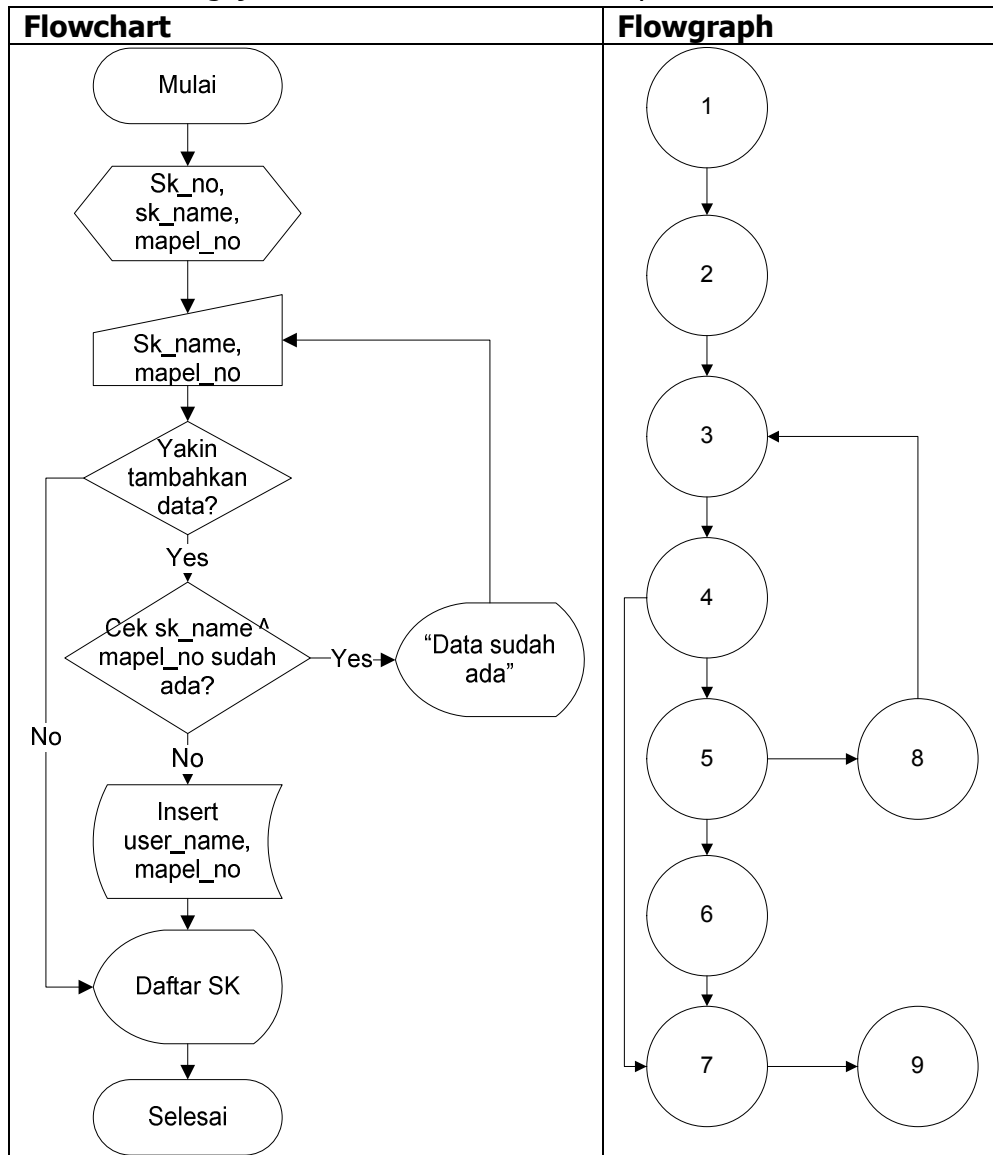 Flowchart
Flowgraph
Mulai
Sk_no,
sk_name,
mapel_no
Sk_name,
mapel_no
Yakin
tambahkan
data?
Yes
Cek sk_name ^
mapel_no sudah
ada?
Yes
“Data sudah
ada”
No
No
Insert
user_name,
mapel_no
Daftar SK
Selesai
1
2
3
4
5
8
6
7
9